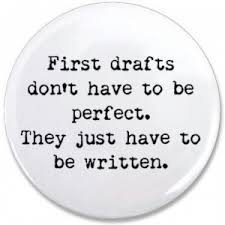 First drafts
don't have to be
perfect.
They just have to
be written.